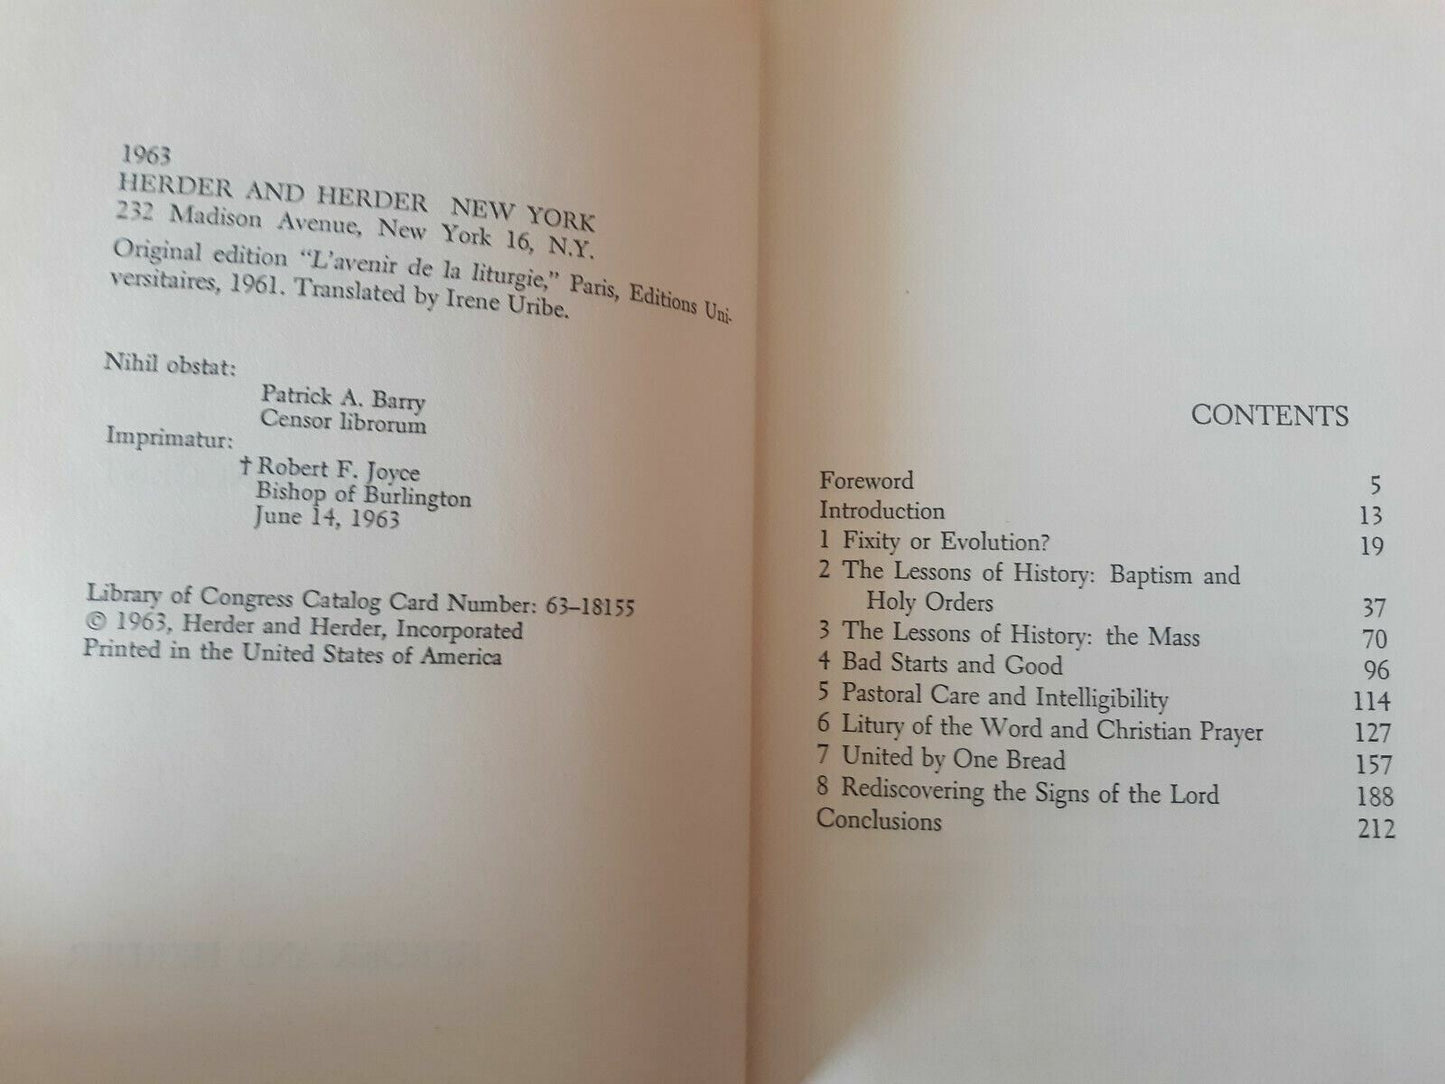 1963
HERDER AND HERDER NEW YORK
232 Madison Avenue, New York 16, N.Y.
Original edition “L’avenir de la liturgie,” Paris, Editions Uni-
versitaires, 1961. Translated by Irene Uribe.
Nihil obstat:
Patrick A. Barry
Censor librorum
Imprimatur:
† Robert F. Joyce
Bishop of Burlington
June 14, 1963
Library of Congress Catalog Card Number: 63–18155
© 1963, Herder and Herder, Incorporated
Printed in the United States of America
HERDER AND HERDER
CONTENTS
Foreword 5
Introduction 13
1 Fixity or Evolution? 19
2 The Lessons of History: Baptism and
Holy Orders 37
3 The Lessons of History: the Mass 70
4 Bad Starts and Good 96
5 Pastoral Care and Intelligibility 114
6 Litury of the Word and Christian Prayer 127
7 United by One Bread 157
8 Rediscovering the Signs of the Lord 188
Conclusions 212